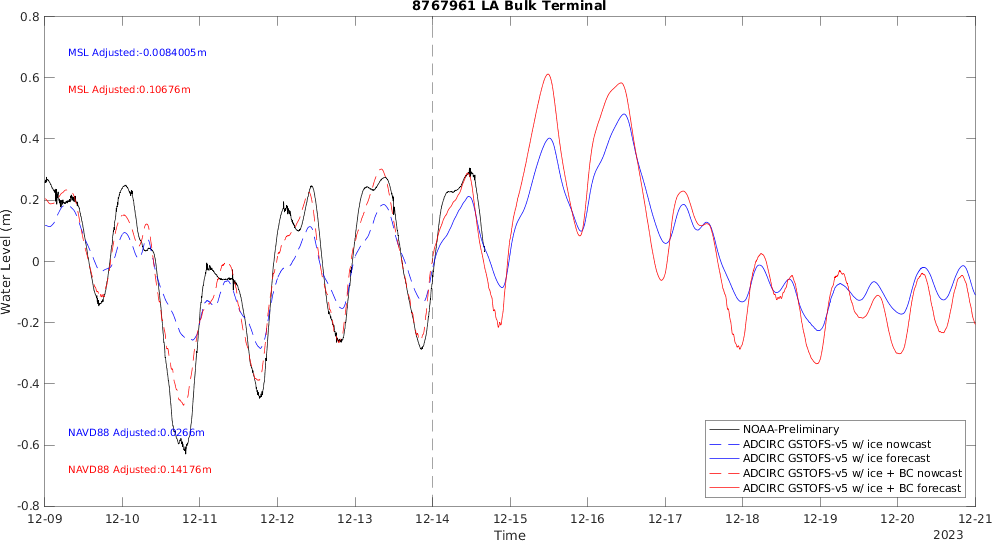 8767961 LA Bulk Terminal
0.8
0.6
0.4
0.2
0
-0.2
-0.4
-0.6
-0.8
Water Level (m)
MSL Adjusted:-0.0084005m
MSL Adjusted:0.10676m
NAVD88 Adjusted:0.0266m
NAVD88 Adjusted:0.14176m
NOAA-Preliminary
ADCIRC GSTOFS-v5 w/ ice nowcast
ADCIRC GSTOFS-v5 w/ ice forecast
ADCIRC GSTOFS-v5 w/ ice + BC nowcast
ADCIRC GSTOFS-v5 w/ ice + BC forecast
12-09 12-10 12-11 12-12 12-13 12-14 12-15 12-16 12-17 12-18 12-19 12-20 12-21
Time
2023